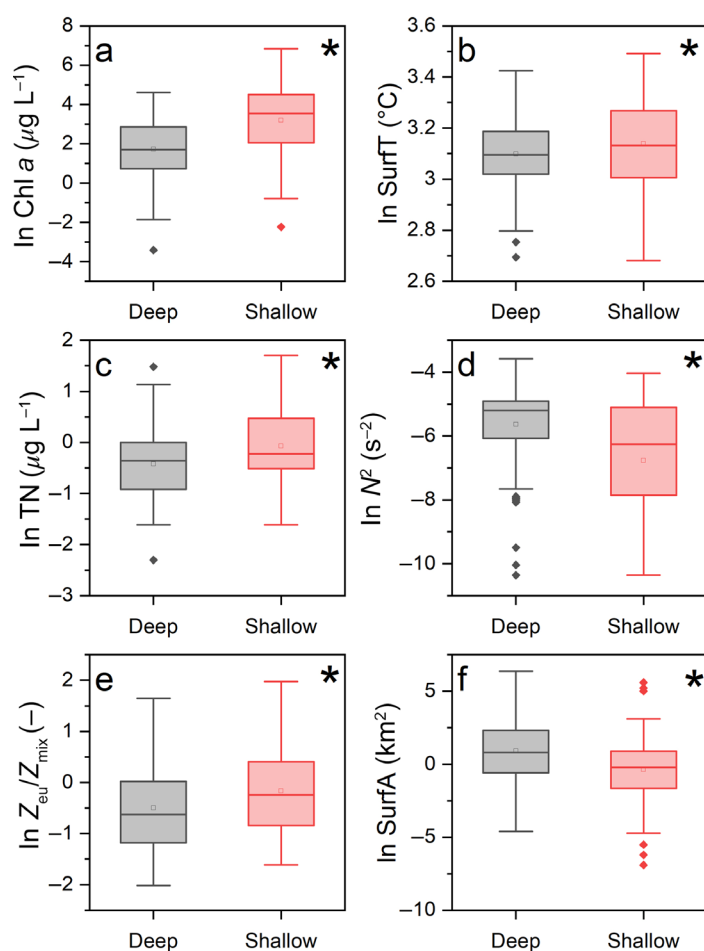 a
*
ln Chl a (μg L⁻¹)
8
6
4
2
0
–2
–4
Deep
Shallow
b
*
ln SurfT (°C)
3.6
3.4
3.2
3.0
2.8
2.6
Deep
Shallow
c
*
ln TN (μg L⁻¹)
2
1
–0
–1
–2
–3
Deep
Shallow
d
*
ln N² (s⁻²)
–4
–6
–8
–10
Deep
Shallow
e
*
ln Zeu/Zmix (–)
2
1
–0
–1
–2
Deep
Shallow
f
*
ln SurfA (km²)
5
0
–5
–10
Deep
Shallow